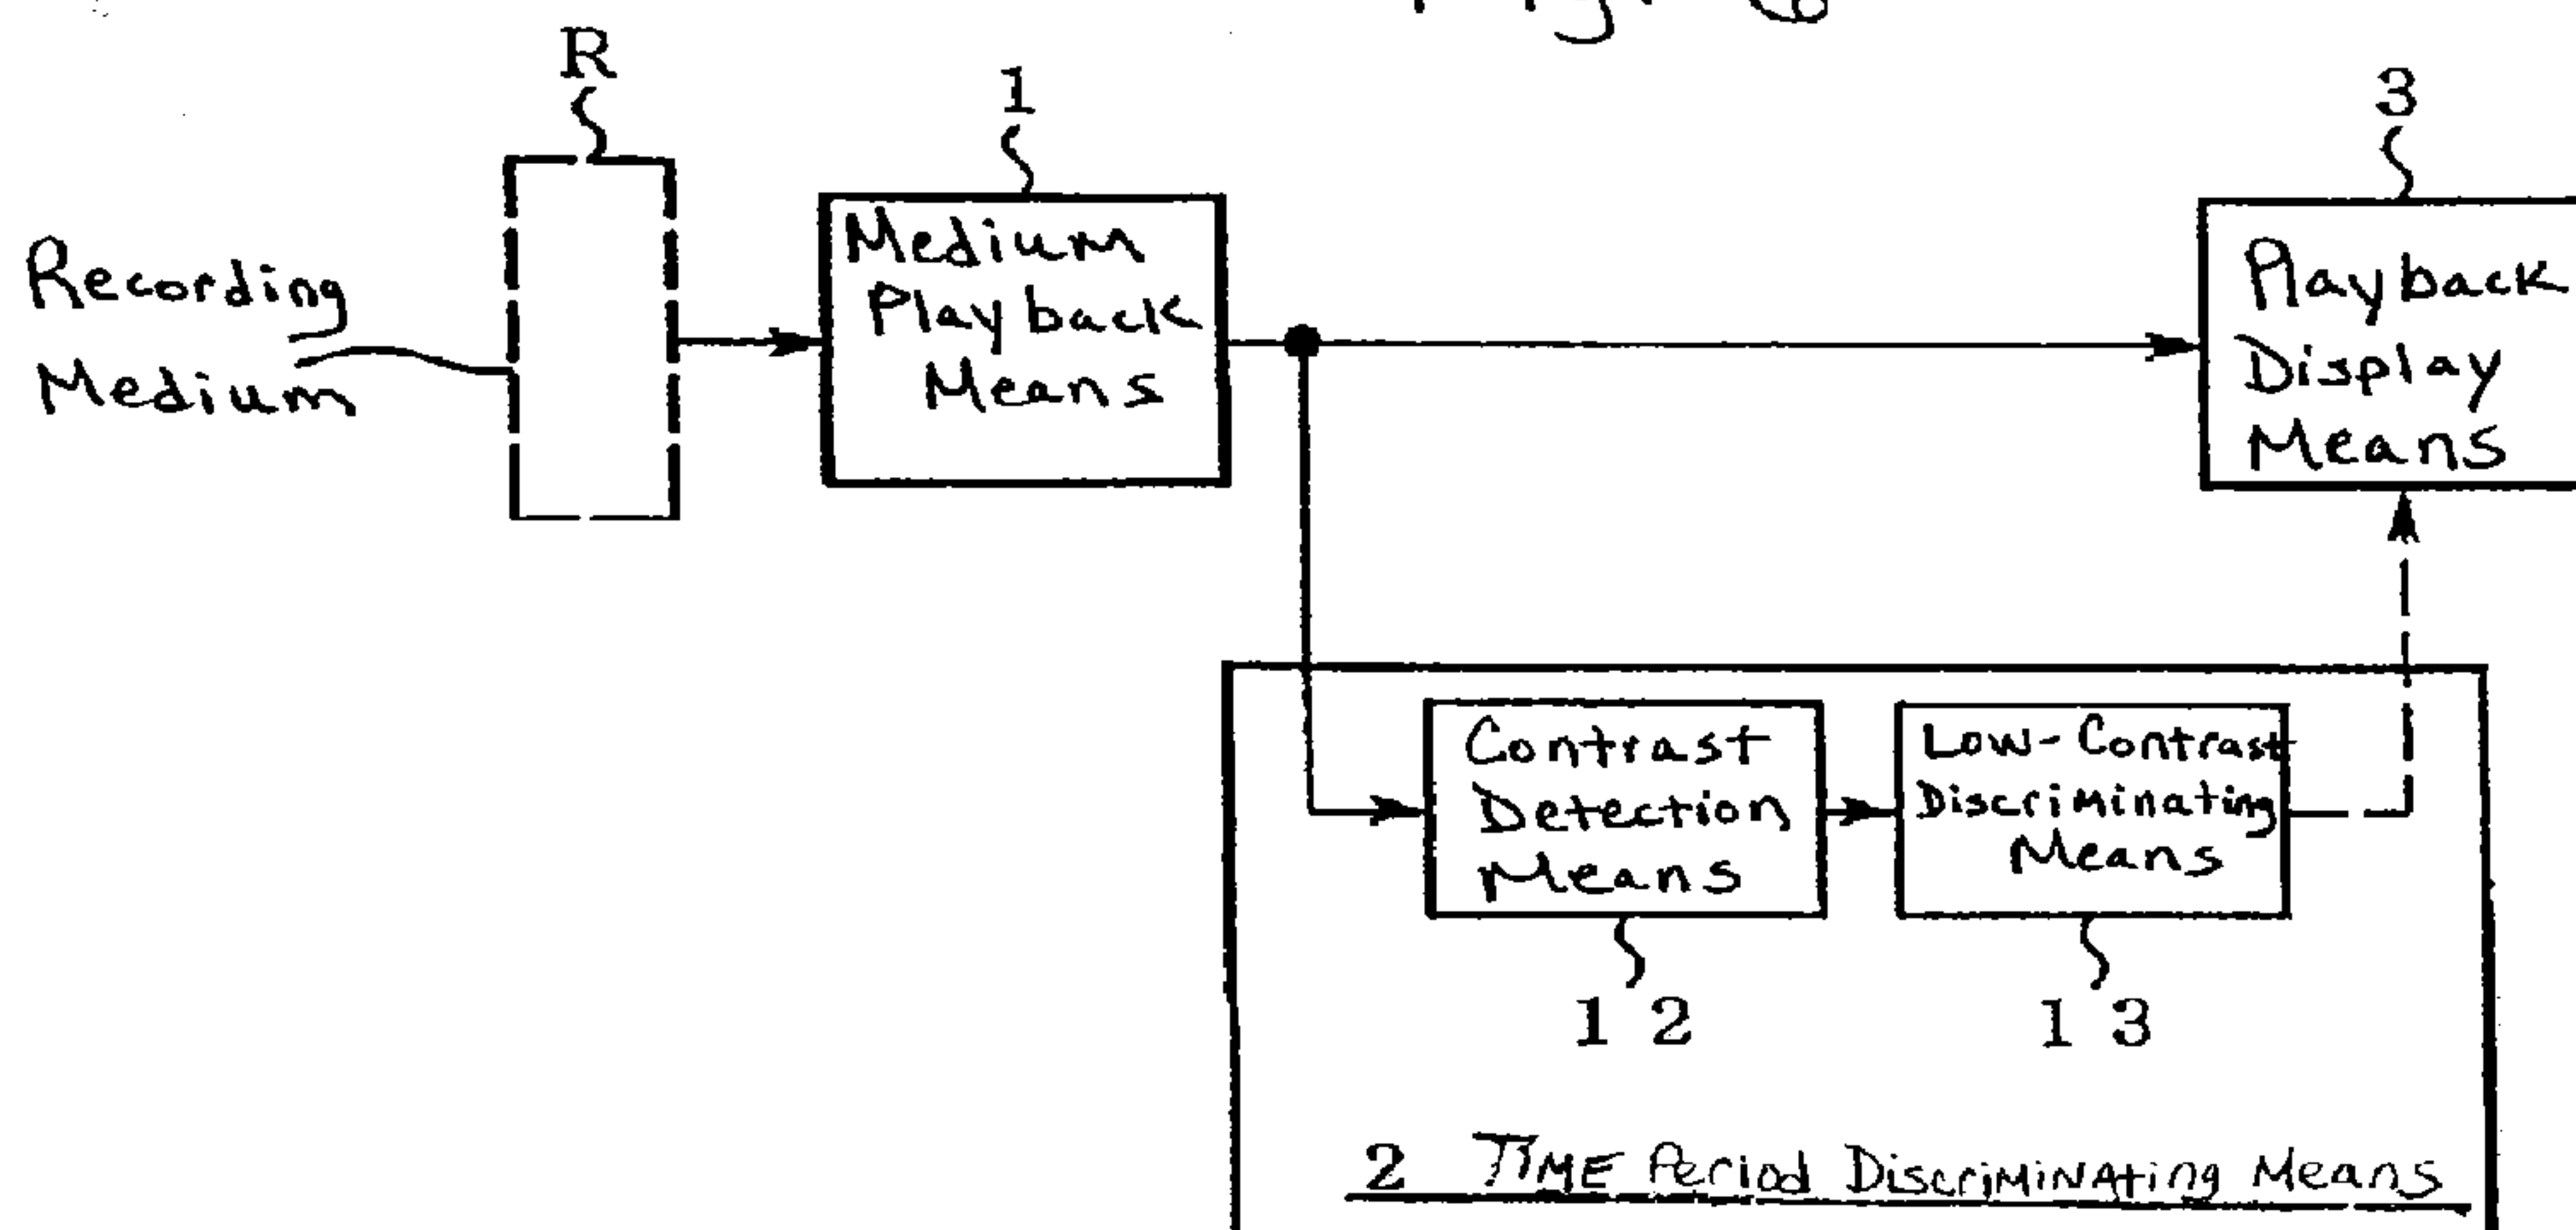 R
1
3
Recording
Medium
Medium
Playback
Means
Playback
Display
Means
Contrast
Detection
Means
Low-Contrast
Discriminating
Means
12
13
2 TIME Period Discriminating Means